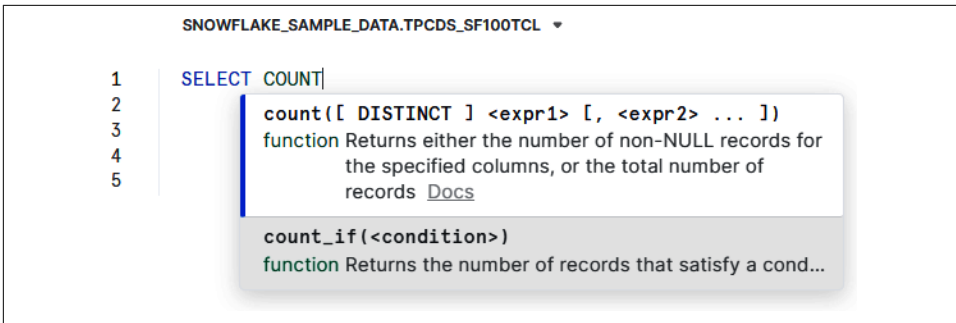 SNOWFLAKE_SAMPLE_DATA.TPCDS_SF100TCL
1 SELECT COUNT
2
3
4
5
count([ DISTINCT ] <expr1> [, <expr2> ... ])
function Returns either the number of non-NULL records for
the specified columns, or the total number of
records Docs
count_if(<condition>)
function Returns the number of records that satisfy a cond...